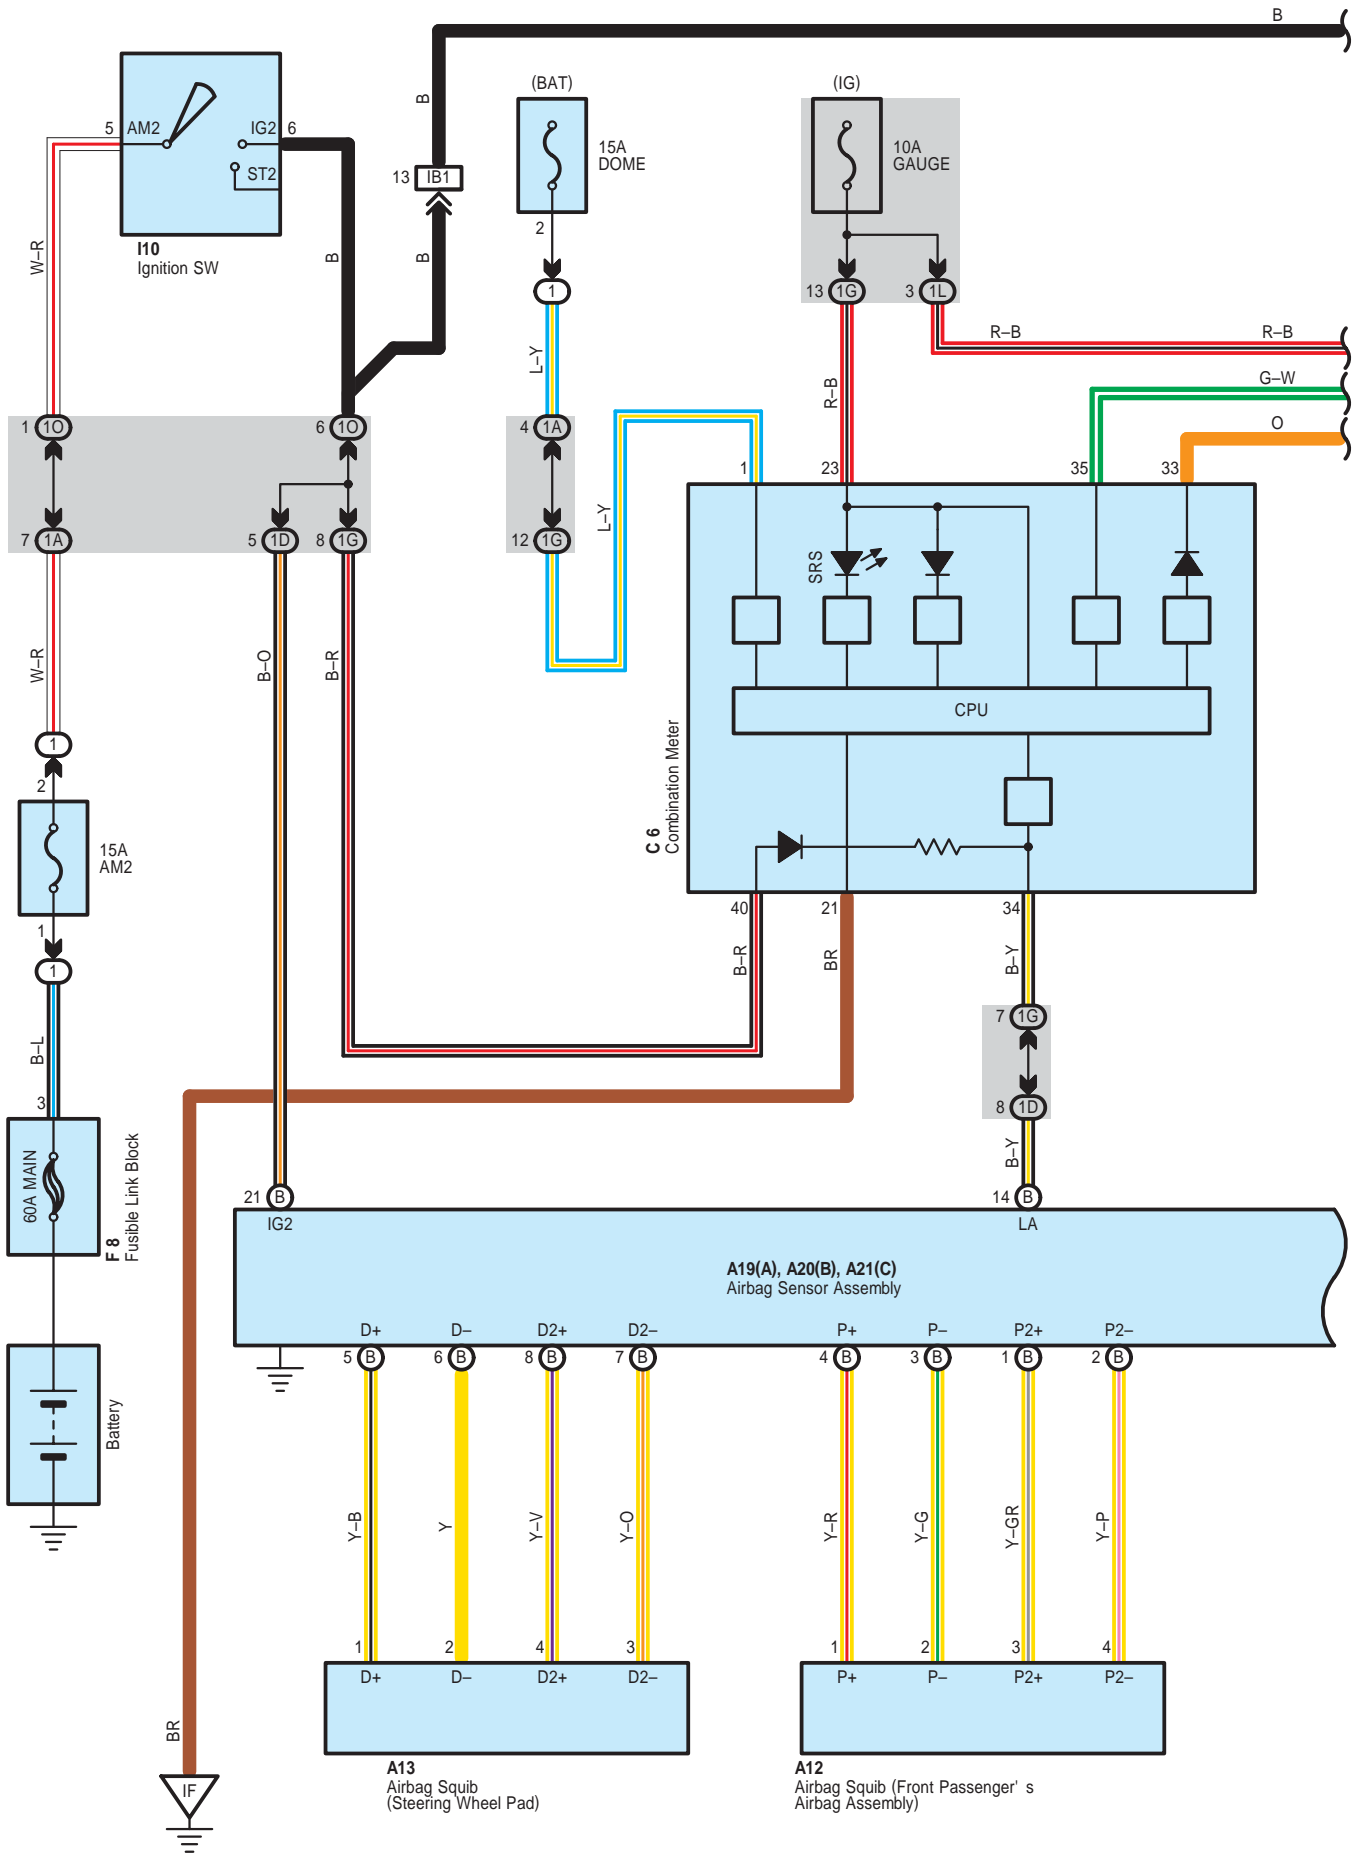 B
(BAT)
(IG)
5 AM2 IG2 6
ST2
B
15A
DOME
10A
GAUGE
13 IB1
W–R
I10
Ignition SW
B
B
2
1
13 1G 3 1L
R–B R–B
L–Y
R–B
G–W
O
1 1O 6 1O 4 1A
1 23 35 33
7 1A 5 1D 8 1G 12 1G
L–Y
SRS
W–R
B–O
B–R
CPU
1
2
15A
AM2
C 6
Combination Meter
1
40 21 34
1
B–R
BR
B–Y
7 1G
B–L
3
8 1D
B–Y
60A MAIN
F 8
Fusible Link Block
21 B 14 B
IG2 LA
A19(A), A20(B), A21(C)
Airbag Sensor Assembly
D+ D– D2+ D2– P+ P– P2+ P2–
5 B 6 B 8 B 7 B 4 B 3 B 1 B 2 B
Battery
Y–B Y Y–V Y–O Y–R Y–G Y–GR Y–P
1 2 4 3 1 2 3 4
D+ D– D2+ D2– P+ P– P2+ P2–
BR
A13
Airbag Squib
(Steering Wheel Pad)
A12
Airbag Squib (Front Passenger' s
Airbag Assembly)
IF